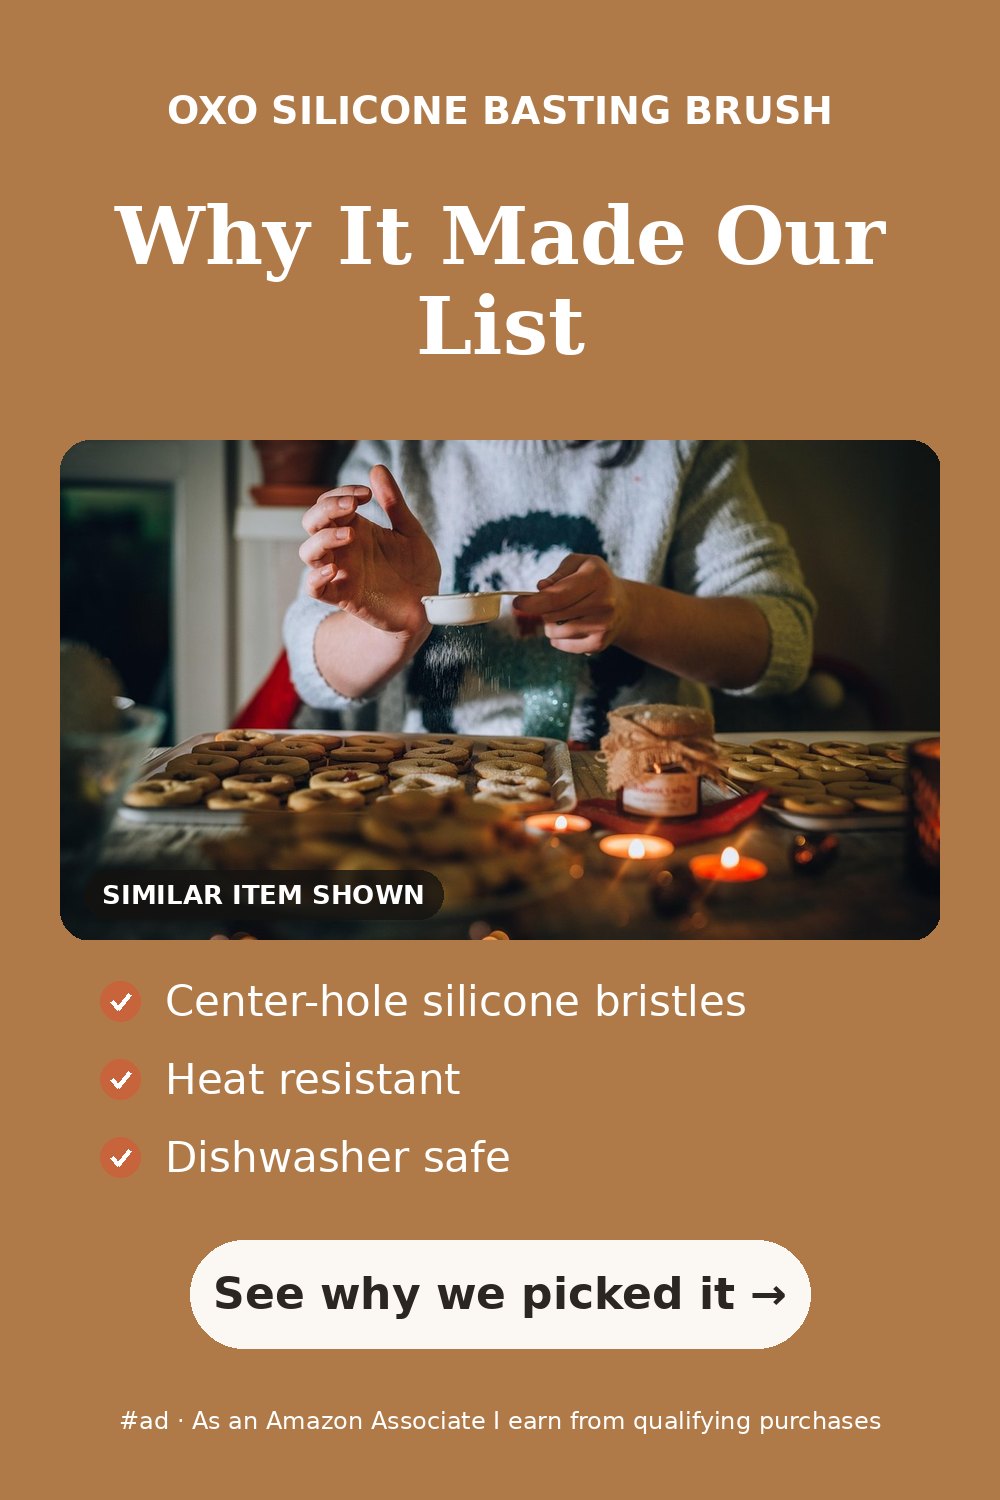 OXO SILICONE BASTING BRUSH
Why It Made Our
List
SIMILAR ITEM SHOWN
Center-hole silicone bristles
Heat resistant
Dishwasher safe
See why we picked it →
#ad · As an Amazon Associate I earn from qualifying purchases